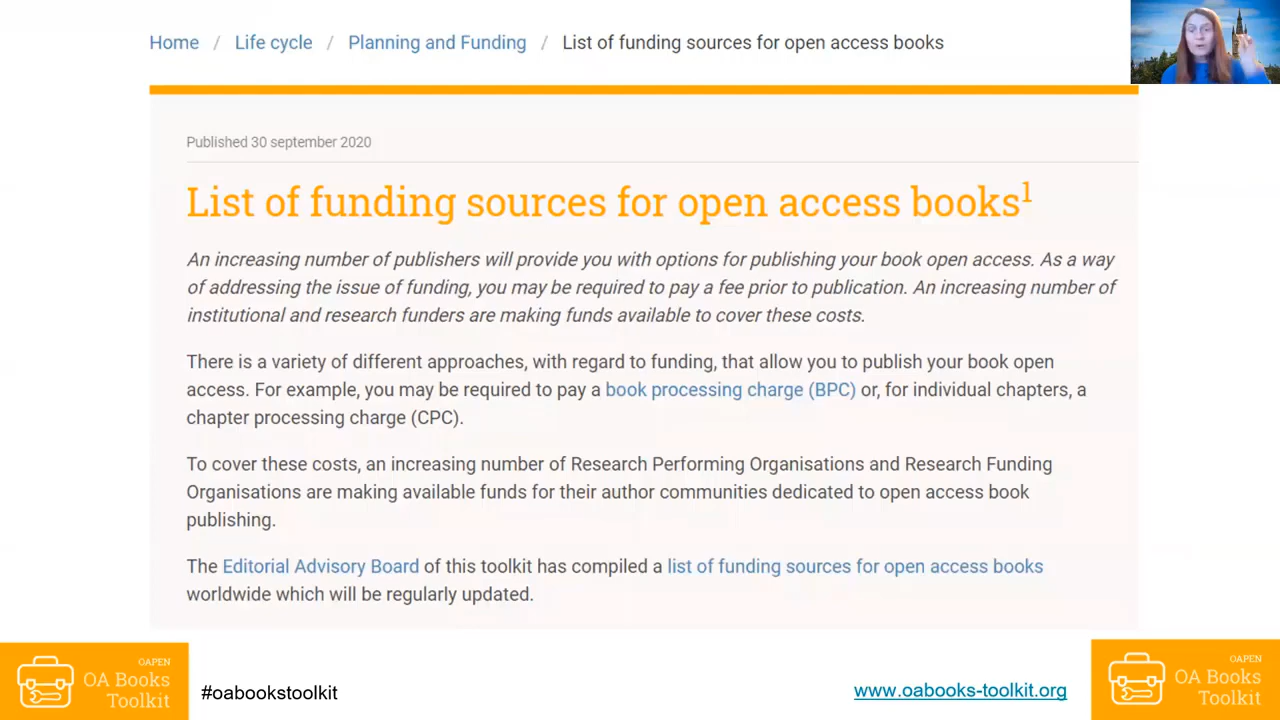 Home / Life cycle / Planning and Funding / List of funding sources for open access books
Published 30 september 2020
List of funding sources for open access books1
An increasing number of publishers will provide you with options for publishing your book open access. As a way
of addressing the issue of funding, you may be required to pay a fee prior to publication. An increasing number of
institutional and research funders are making funds available to cover these costs.
There is a variety of different approaches, with regard to funding, that allow you to publish your book open
access. For example, you may be required to pay a book processing charge (BPC) or, for individual chapters, a
chapter processing charge (CPC).
To cover these costs, an increasing number of Research Performing Organisations and Research Funding
Organisations are making available funds for their author communities dedicated to open access book
publishing.
The Editorial Advisory Board of this toolkit has compiled a list of funding sources for open access books
worldwide which will be regularly updated.
OAPEN
OA Books
Toolkit
#oabookstoolkit
www.oabooks-toolkit.org
OAPEN
OA Books
Toolkit